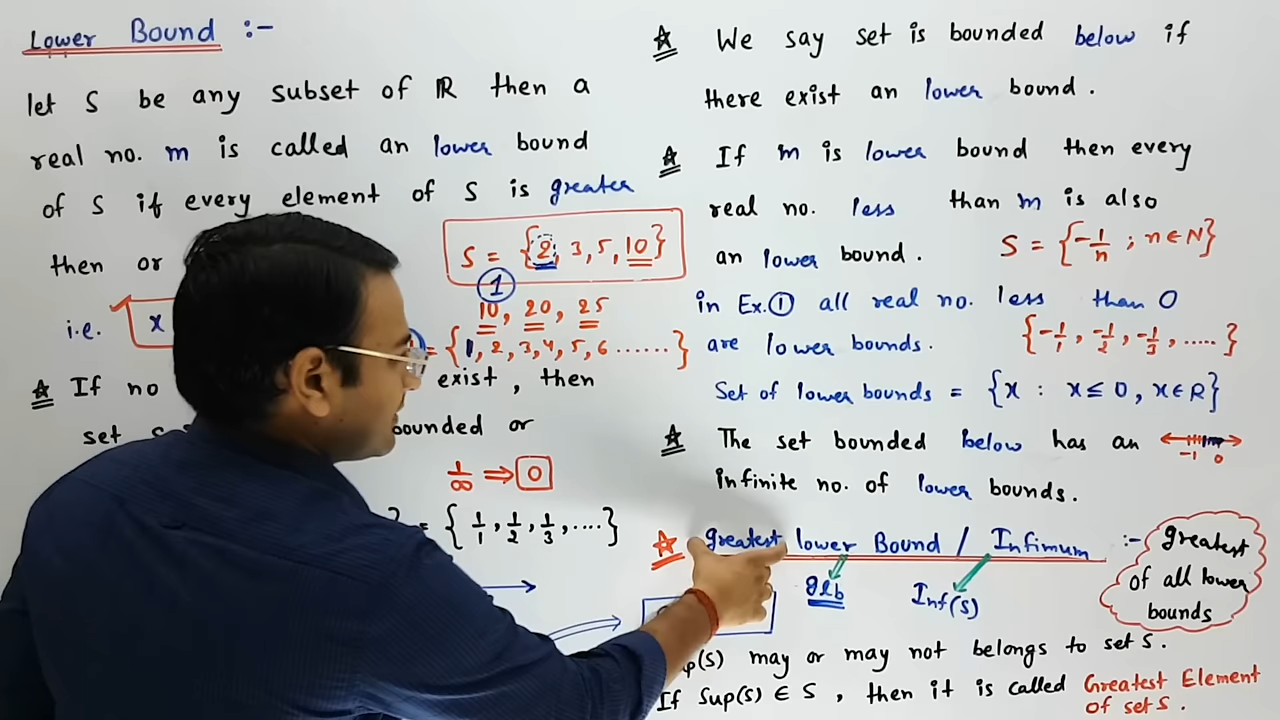 Lower Bound :-
let S be any subset of R then a
real no. m is called an lower bound
of S if every element of S is greater
then or
S = {2, 3, 5, 10}
1
i.e. x
10, 20, 25
= {1, 2, 3, 4, 5, 6 ......}
☆ If no exist, then
set bounded or
1/∞ ⇒ 0
= {1/1, 1/2, 1/3, ....}
☆ We say set is bounded below if
there exist an lower bound.
☆ If m is lower bound then every
real no. less than m is also
an lower bound.
S = {-1/n ; n∈N}
in Ex.① all real no. less than 0
are lower bounds.
{-1/1, -1/2, -1/3, .....}
Set of lower bounds = {x : x≤0, x∈R}
☆ The set bounded below has an
-1 0
infinite no. of lower bounds.
☆ greatest lower Bound / Infimum :-
greatest
of all lower
bounds
glb Inf(S)
may or may not belongs to set S.
If Sup(S) ∈ S, then it is called Greatest Element
of set S.